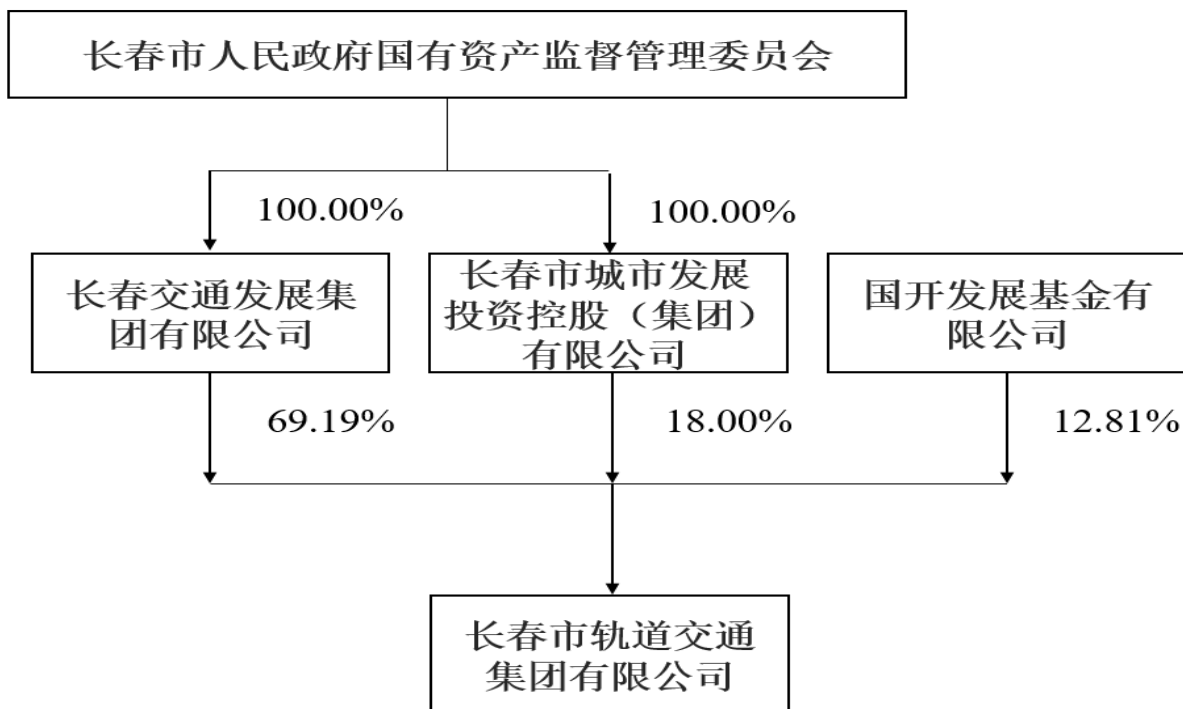 长春市人民政府国有资产监督管理委员会
100.00%
100.00%
长春交通发展集
团有限公司
长春市城市发展
投资控股（集团）
有限公司
国开发展基金有
限公司
69.19%
18.00%
12.81%
长春市轨道交通
集团有限公司